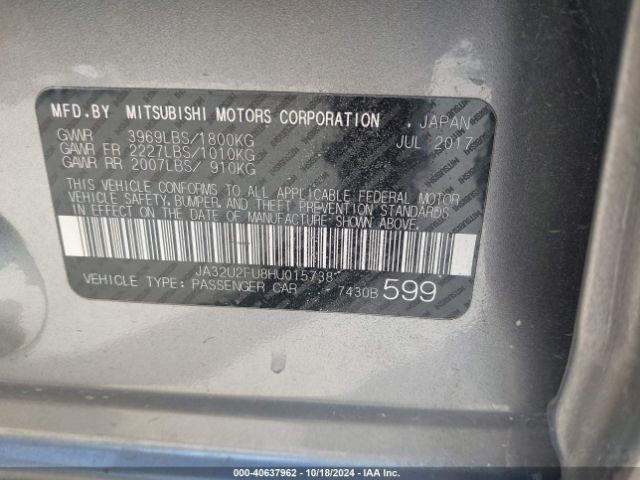 MFD.BY MITSUBISHI MOTORS CORPORATION , JAPAN
GVWR 3969LBS/1800KG JUL 2017
GAWR FR 2227LBS/1010KG
GAWR RR 2007LBS/ 910KG
THIS VEHICLE CONFORMS TO ALL APPLICABLE FEDERAL MOTOR
VEHICLE SAFETY, BUMPER, AND THEFT PREVENTION STANDARDS
IN EFFECT ON THE DATE OF MANUFACTURE SHOWN ABOVE.
JA32U2FU8HU015738
VEHICLE TYPE: PASSENGER CAR 7430B 599
000-40637962 | 10/18/2024 | IAA Inc.